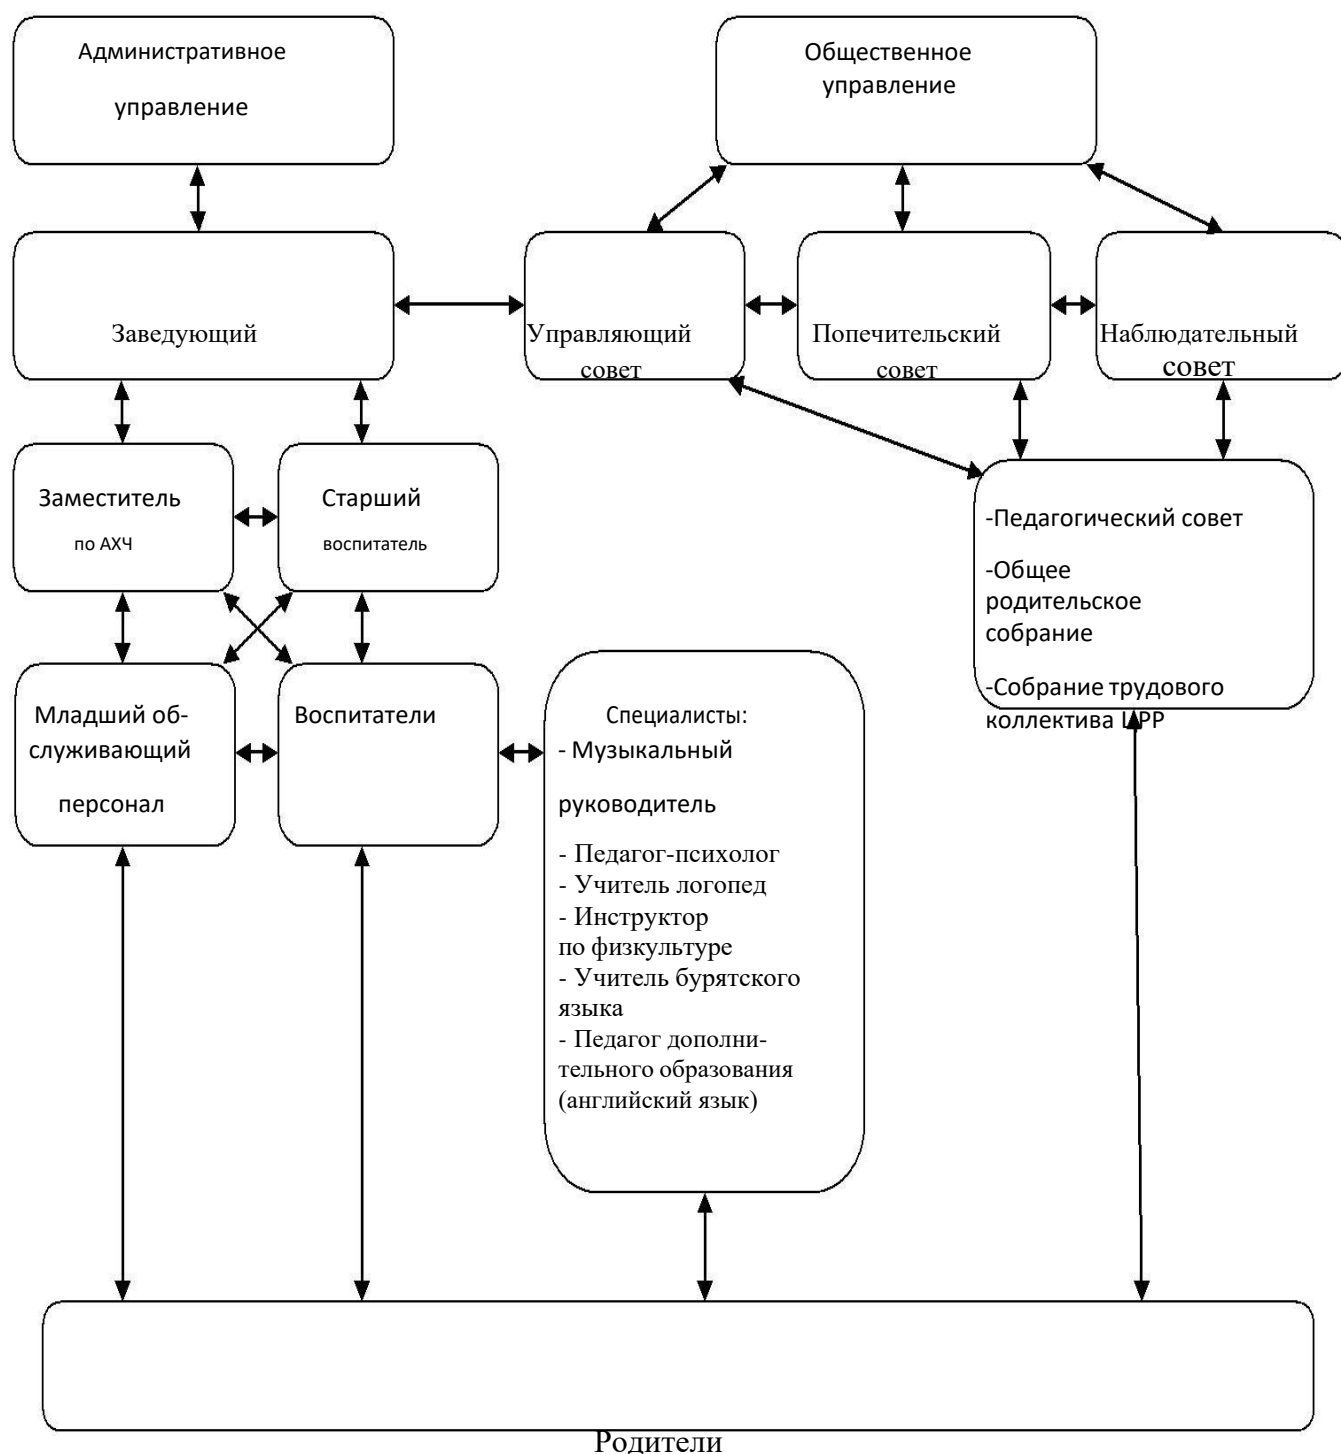 Административное
управление
Общественное
управление
Заведующий
Управляющий
совет
Попечительский
совет
Наблюдательный
совет
Заместитель
по АХЧ
Старший
воспитатель
-Педагогический совет
-Общее
родительское
собрание
-Собрание трудового
коллектива ЦРР
Младший об-
служивающий
персонал
Воспитатели
Специалисты:
- Музыкальный
руководитель
- Педагог-психолог
- Учитель логопед
- Инструктор
по физкультуре
- Учитель бурятского
языка
- Педагог дополни-
тельного образования
(английский язык)
Родители